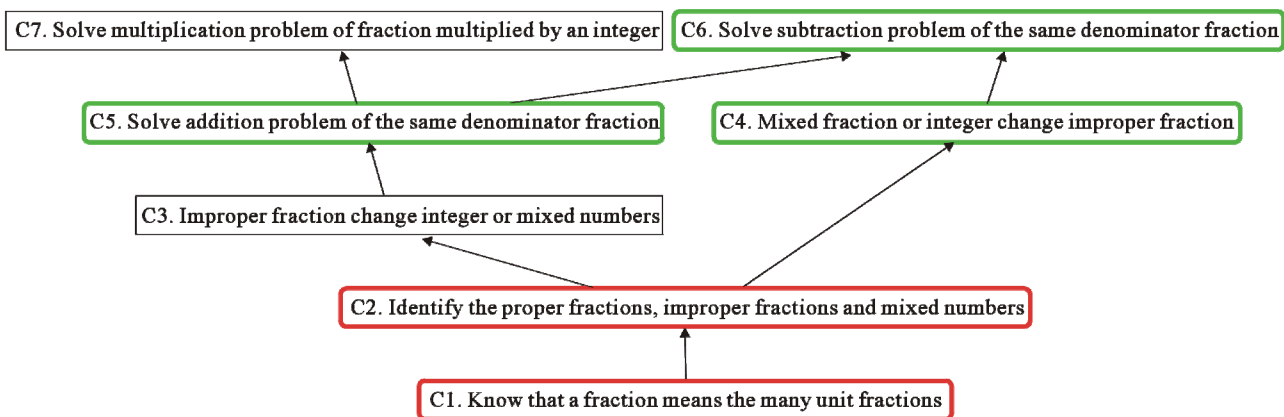 C7. Solve multiplication problem of fraction multiplied by an integer
C6. Solve subtraction problem of the same denominator fraction
C5. Solve addition problem of the same denominator fraction
C4. Mixed fraction or integer change improper fraction
C3. Improper fraction change integer or mixed numbers
C2. Identify the proper fractions, improper fractions and mixed numbers
C1. Know that a fraction means the many unit fractions